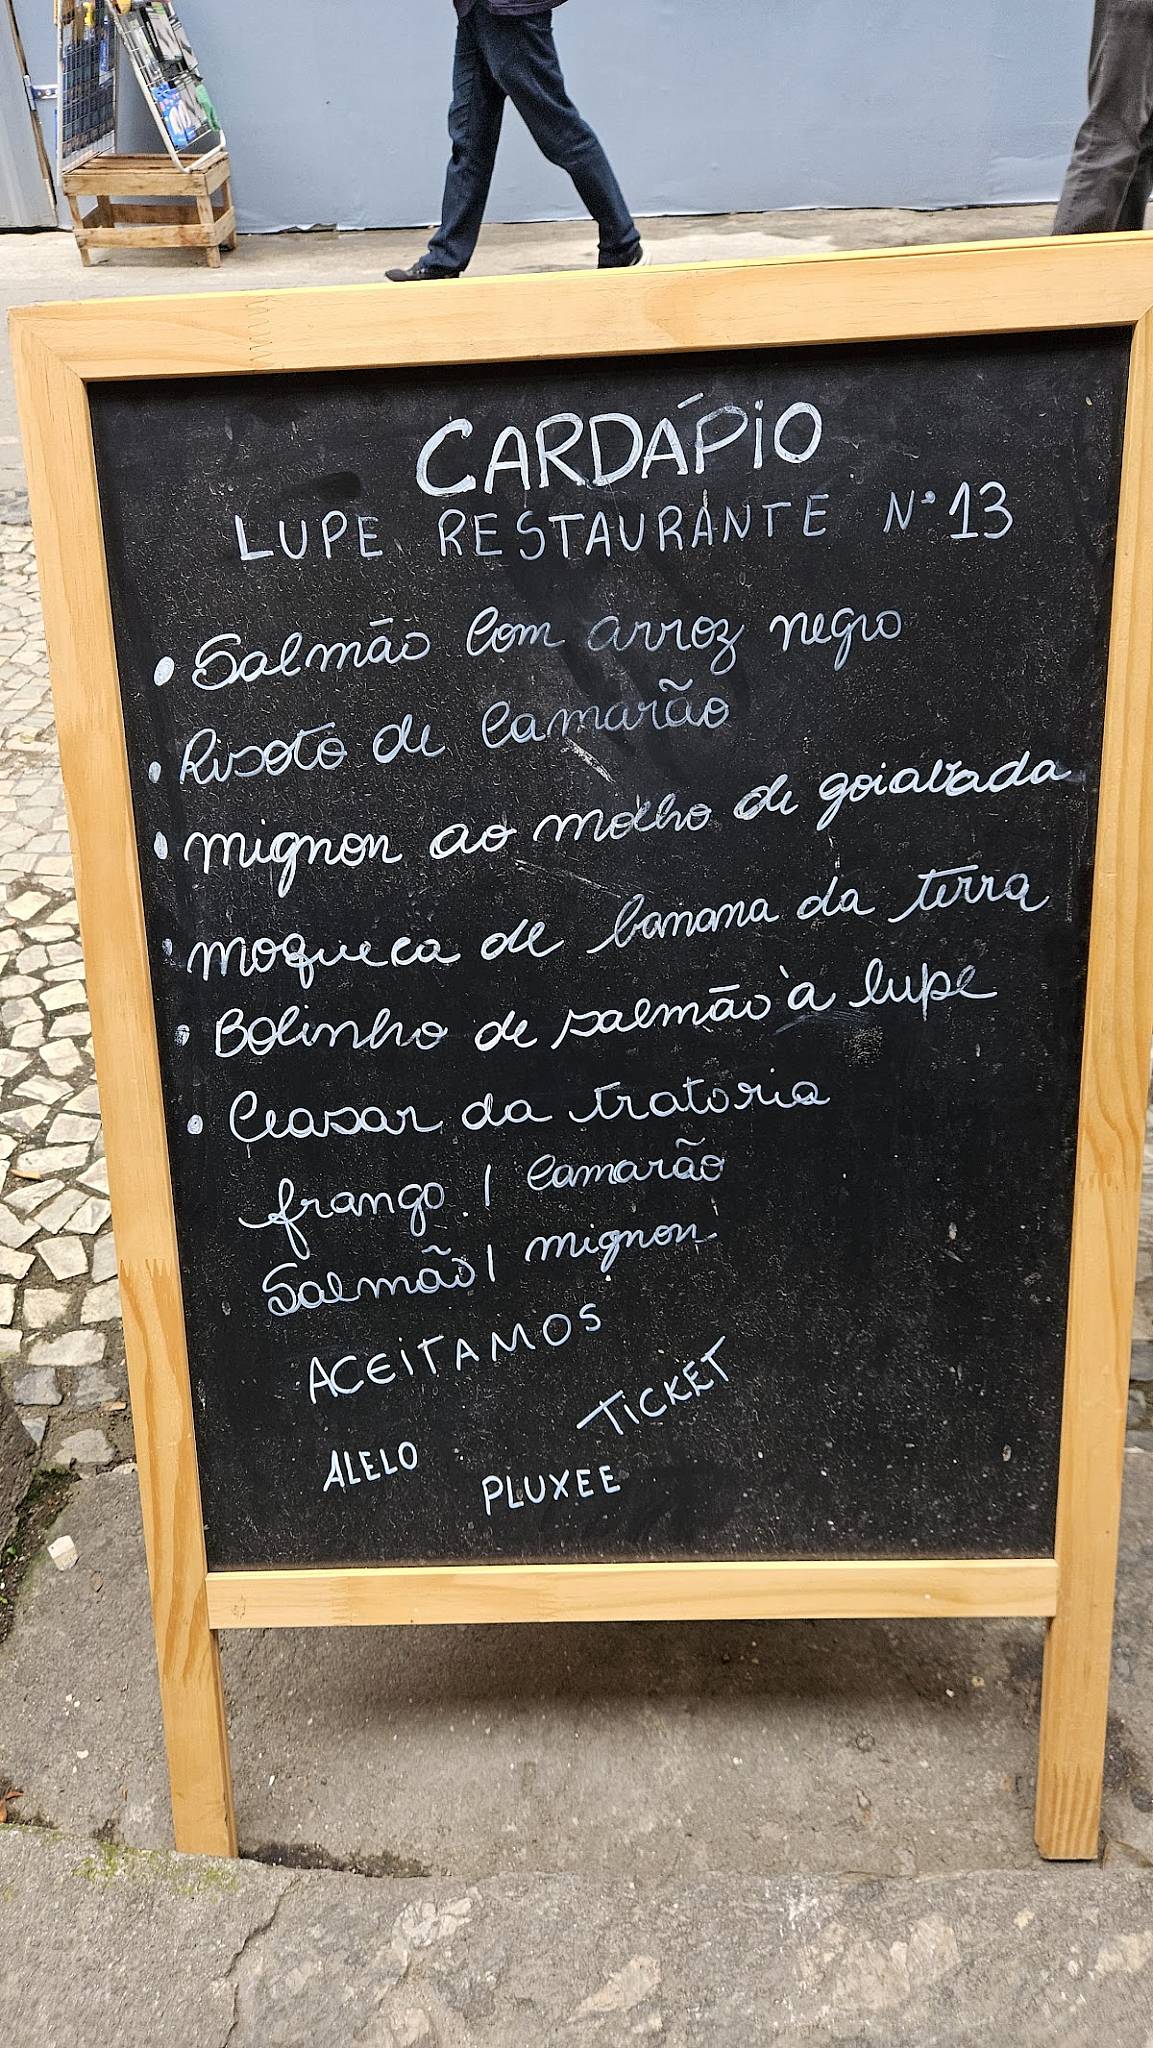 CARDÁPIO
LUPE RESTAURANTE Nº 13
• Salmão com arroz negro
• Risoto de Camarão
• mignon ao molho de goiabada
• moqueca de banana da terra
• Bolinho de salmão à lupe
• Ceasar da tratoria
frango / Camarão
Salmão / mignon
ACEITAMOS
TICKET
ALELO
PLUXEE